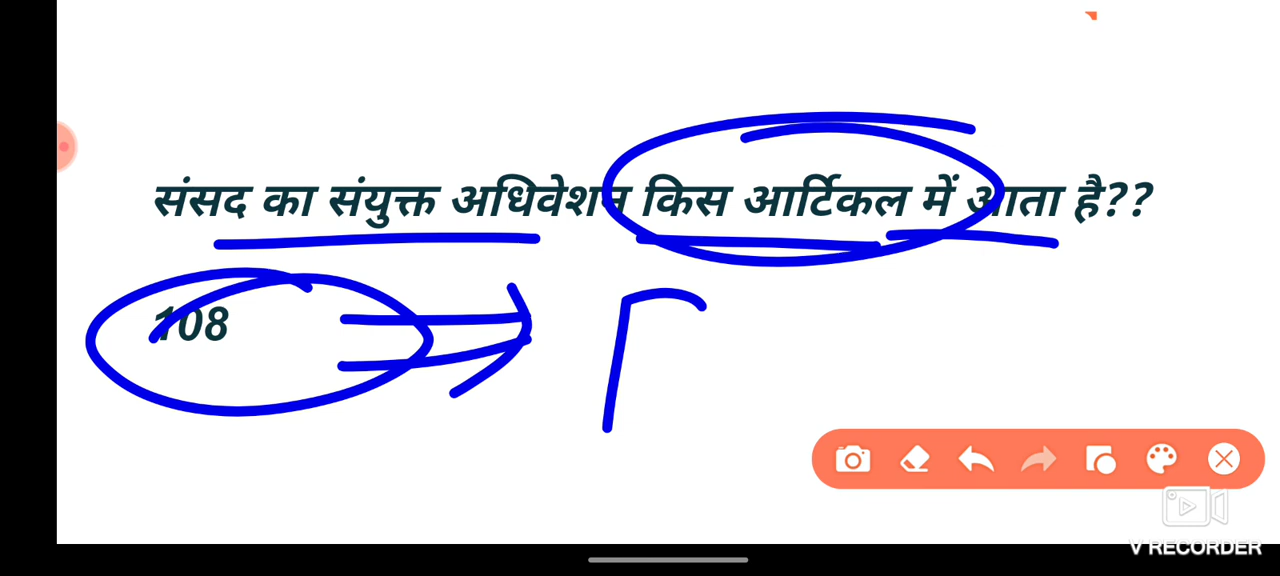 संसद का संयुक्त अधिवेशन किस आर्टिकल में आता है??
108
V RECORDER